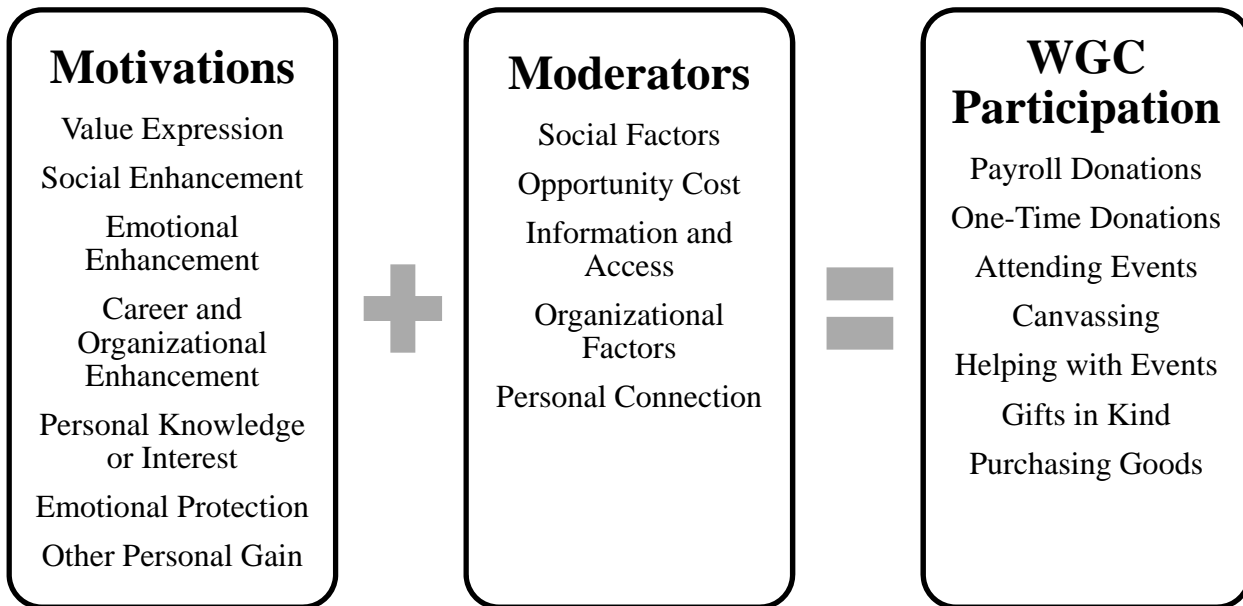 Motivations
Value Expression
Social Enhancement
Emotional
Enhancement
Career and
Organizational
Enhancement
Personal Knowledge
or Interest
Emotional Protection
Other Personal Gain
Moderators
Social Factors
Opportunity Cost
Information and
Access
Organizational
Factors
Personal Connection
WGC
Participation
Payroll Donations
One-Time Donations
Attending Events
Canvassing
Helping with Events
Gifts in Kind
Purchasing Goods